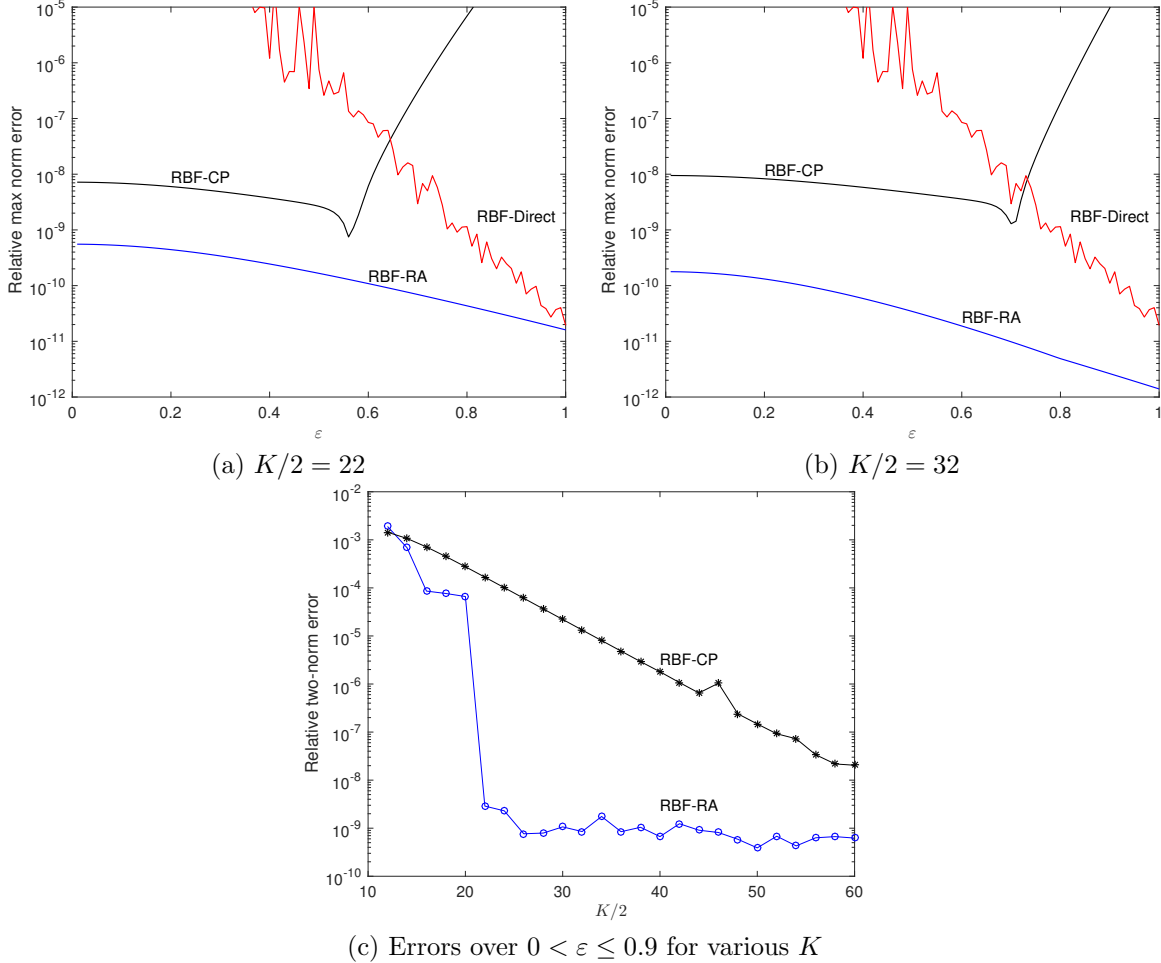 10^-5
10^-6
10^-7
10^-8
10^-9
10^-10
10^-11
10^-12
Relative max norm error
RBF-CP
RBF-Direct
RBF-RA
0 0.2 0.4 0.6 0.8 1
ε
(a) K/2 = 22
10^-5
10^-6
10^-7
10^-8
10^-9
10^-10
10^-11
10^-12
Relative max norm error
RBF-CP
RBF-Direct
RBF-RA
0 0.2 0.4 0.6 0.8 1
ε
(b) K/2 = 32
10^-2
10^-3
10^-4
10^-5
10^-6
10^-7
10^-8
10^-9
10^-10
Relative two-norm error
RBF-CP
RBF-RA
10 20 30 40 50 60
K/2
(c) Errors over 0 < ε ≤ 0.9 for various K